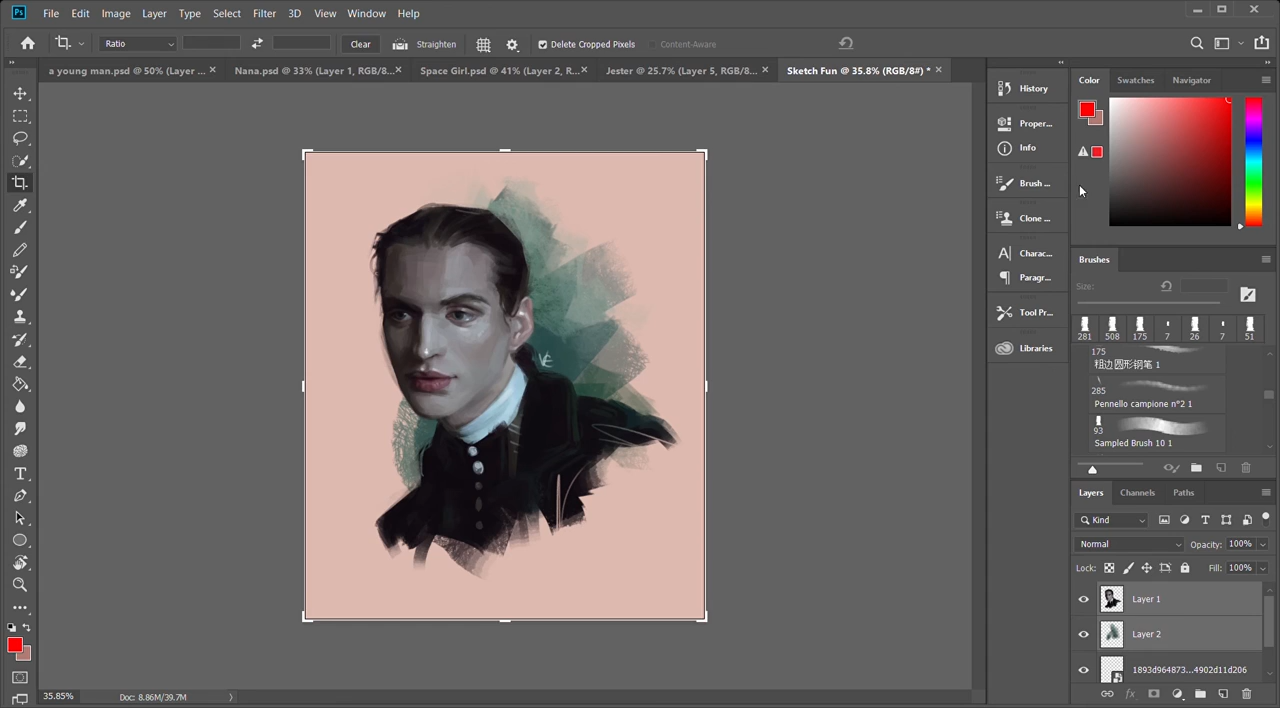 Ps File Edit Image Layer Type Select Filter 3D View Window Help
Ratio Clear Straighten Delete Cropped Pixels Content-Aware
a young man.psd @ 50% (Layer ... Nana.psd @ 33% (Layer 1, RGB/8... Space Girl.psd @ 41% (Layer 2, R... Jester @ 25.7% (Layer 5, RGB/8... Sketch Fun @ 35.8% (RGB/8#) *
History
Proper...
Info
Brush ...
Clone ...
Charac...
Paragr...
Tool Pr...
Libraries
Color Swatches Navigator
Brushes
Size:
281 508 175 7 26 7 51
175
粗边圆形钢笔 1
285
Pennello campione n°2 1
93
Sampled Brush 10 1
Layers Channels Paths
Kind
Normal Opacity: 100%
Lock: Fill: 100%
Layer 1
Layer 2
1893d964873...4902d11d206
35.85% Doc: 8.86M/39.7M